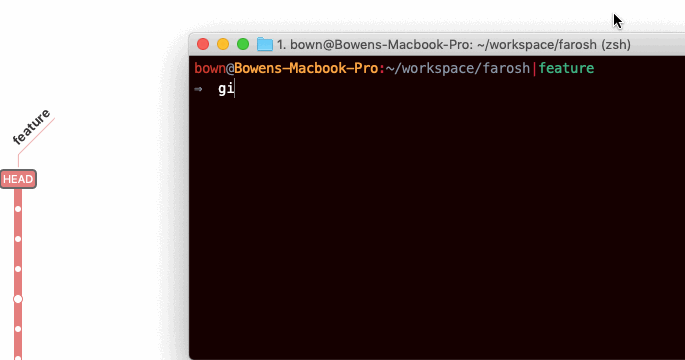 1. bown@Bowens-Macbook-Pro: ~/workspace/farosh (zsh)
bown@Bowens-Macbook-Pro:~/workspace/farosh|feature
⇒ gi
feature
HEAD